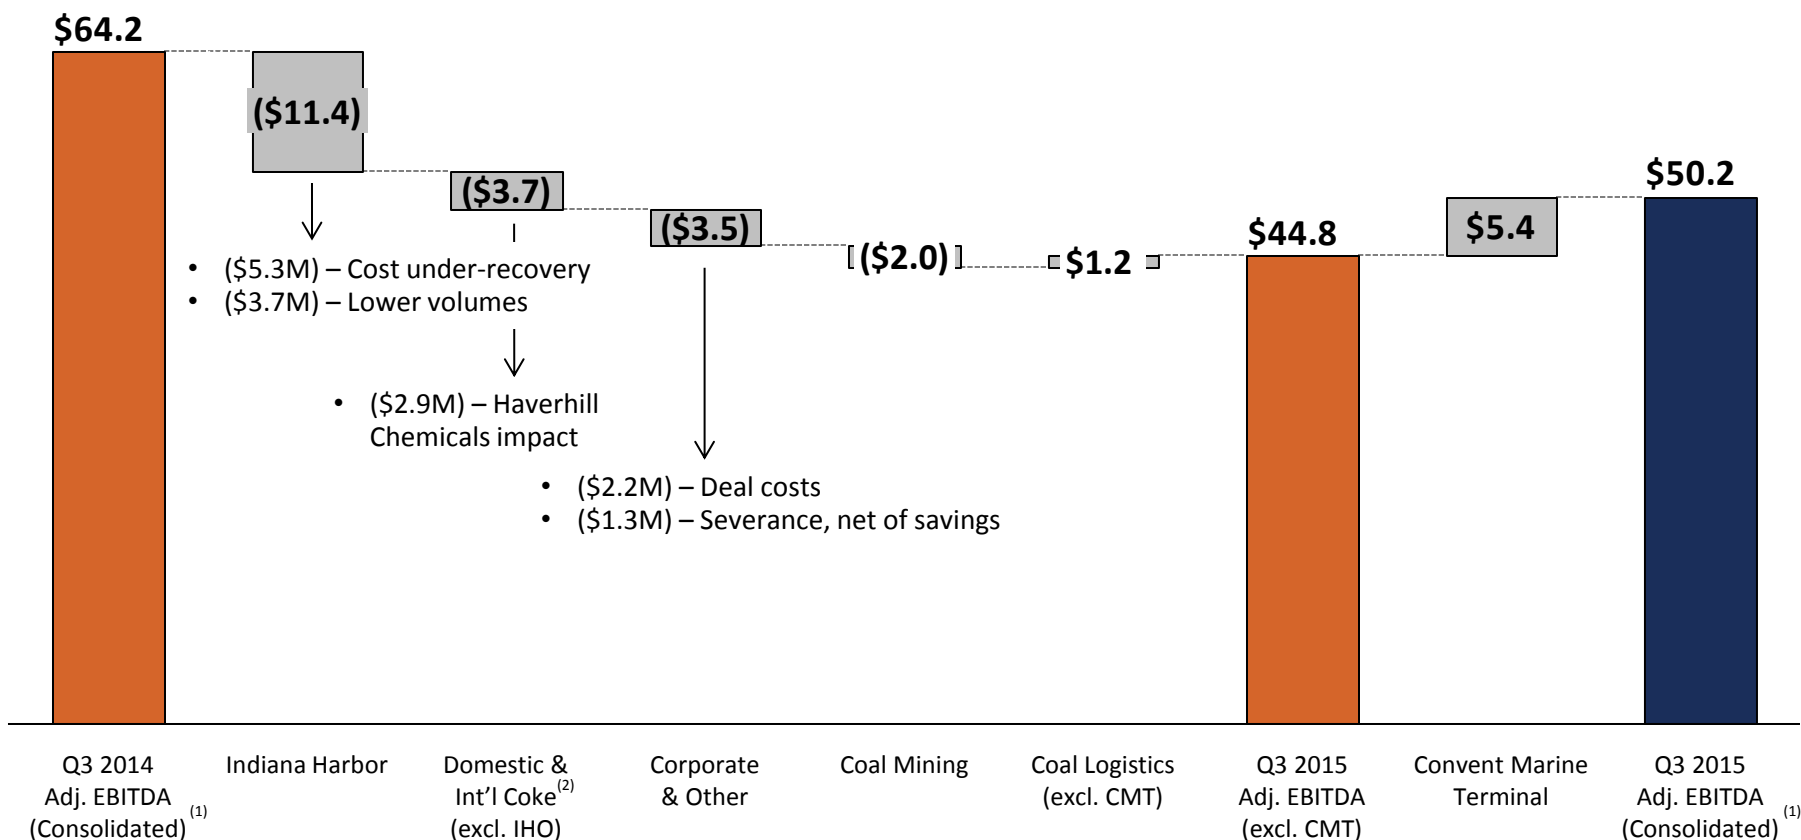 $64.2
($11.4)
($3.7)
($3.5)
($2.0)
$1.2
$44.8
$5.4
$50.2
• ($5.3M) – Cost under-recovery
• ($3.7M) – Lower volumes
• ($2.9M) – Haverhill
Chemicals impact
• ($2.2M) – Deal costs
• ($1.3M) – Severance, net of savings
Q3 2014
Adj. EBITDA
(Consolidated) (1)
Indiana Harbor
Domestic &
Int’l Coke (2)
(excl. IHO)
Corporate
& Other
Coal Mining
Coal Logistics
(excl. CMT)
Q3 2015
Adj. EBITDA
(excl. CMT)
Convent Marine
Terminal
Q3 2015
Adj. EBITDA
(Consolidated) (1)